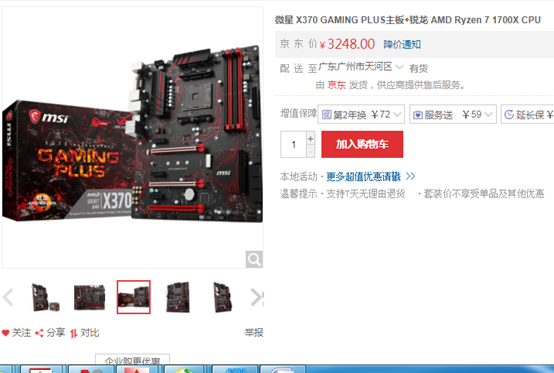 微星 X370 GAMING PLUS主板+锐龙 AMD Ryzen 7 1700X CPU
京 东 价 ¥3248.00 降价通知
配 送 至 广东广州市天河区 有货
由 京东 发货，供应商提供售后服务。
增值保障 第2年换 ¥72 服务送 ¥59 延长保 ¥
1 + 加入购物车
本地活动·更多超值优惠请戳 >>
温馨提示 ·支持7天无理由退货 ·套装价不享受单品及其他优惠
msi
GAMING
PLUS
X370
msi
关注 分享 对比 举报
企业购更优惠